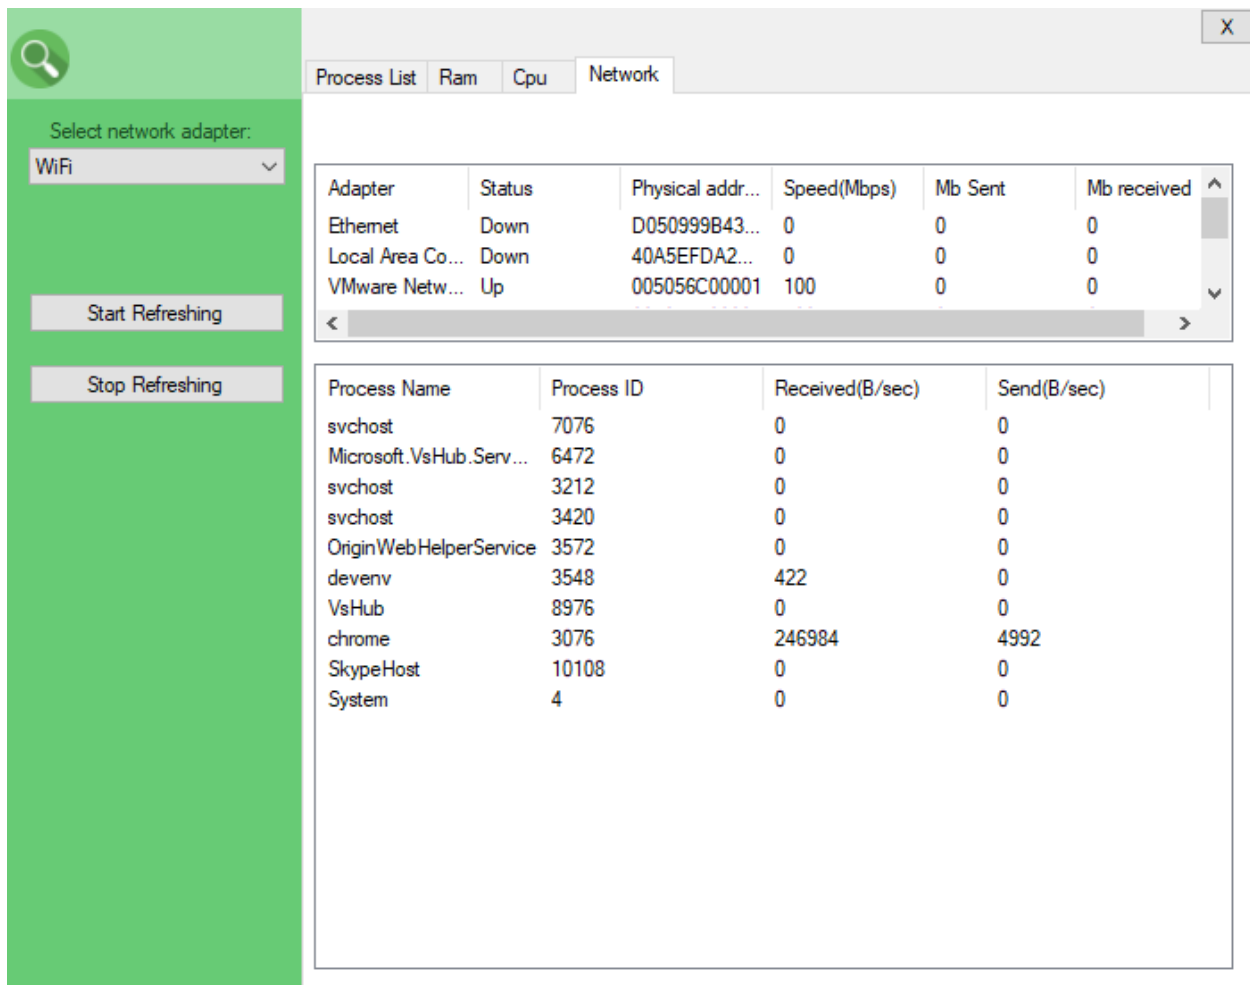 X
Process List Ram Cpu Network
Select network adapter:
WiFi
Adapter Status Physical addr... Speed(Mbps) Mb Sent Mb received
Ethernet Down D050999B43... 0 0 0
Local Area Co... Down 40A5EFDA2... 0 0 0
VMware Netw... Up 005056C00001 100 0 0
Start Refreshing
Stop Refreshing
Process Name Process ID Received(B/sec) Send(B/sec)
svchost 7076 0 0
Microsoft.VsHub.Serv... 6472 0 0
svchost 3212 0 0
svchost 3420 0 0
OriginWebHelperService 3572 0 0
devenv 3548 422 0
VsHub 8976 0 0
chrome 3076 246984 4992
SkypeHost 10108 0 0
System 4 0 0